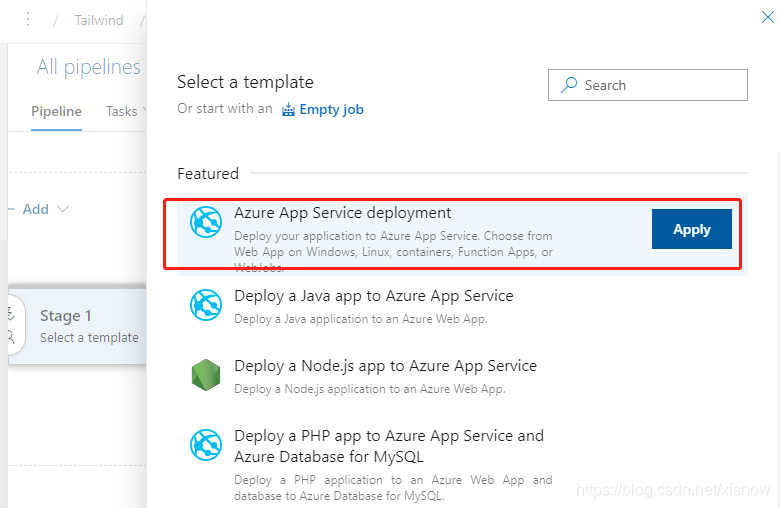 Tailwind
All pipelines
Pipeline
Tasks
Add
Stage 1
Select a template
Select a template
Search
Or start with an Empty job
Featured
Azure App Service deployment
Deploy your application to Azure App Service. Choose from
Web App on Windows, Linux, containers, Function Apps, or
WebJobs.
Apply
Deploy a Java app to Azure App Service
Deploy a Java application to an Azure Web App.
Deploy a Node.js app to Azure App Service
Deploy a Node.js application to an Azure Web App.
Deploy a PHP app to Azure App Service and
Azure Database for MySQL
Deploy a PHP application to an Azure Web App and
database to Azure Database for MySQL.
https://blog.csdn.net/xfsnow